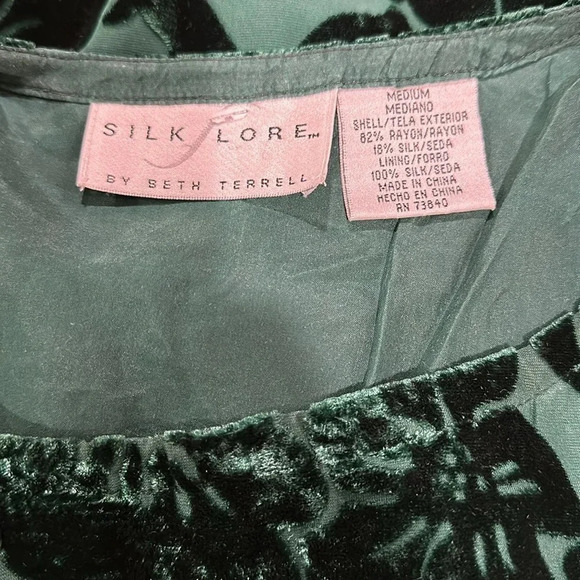 SILK LORE™
BY BETH TERRELL
MEDIUM
MEDIANO
SHELL/TELA EXTERIOR
82% RAYON/RAYON
18% SILK/SEDA
LINING/FORRO
100% SILK/SEDA
MADE IN CHINA
HECHO EN CHINA
RN 73840